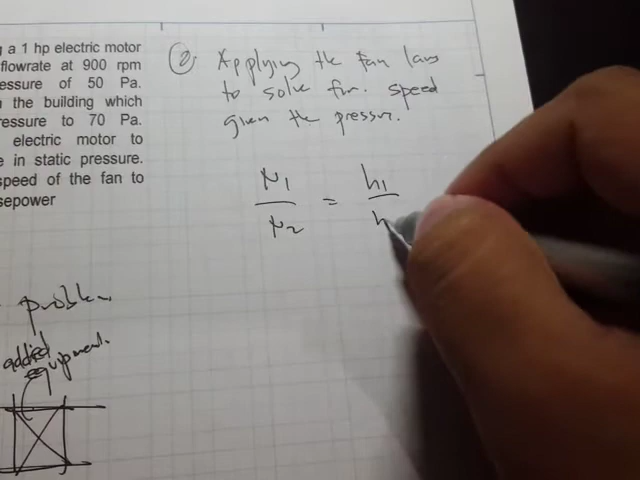 g a 1 hp electric motor
flowrate at 900 rpm
essure of 50 Pa.
the building which
ressure to 70 Pa.
electric motor to
e in static pressure.
speed of the fan to
sepower
② Applying the fan laws
to solve for speed
given the pressure.
N1 / N2 = h1 / h
problem
added
equipment.